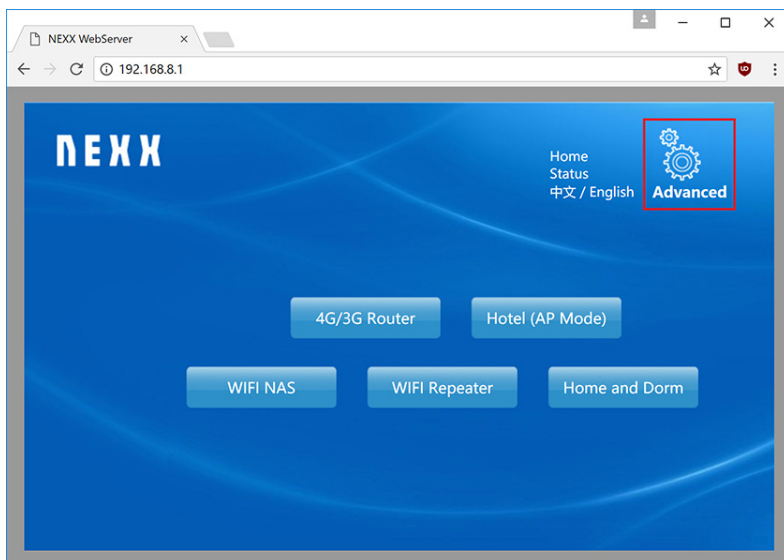 NEXX WebServer
192.168.8.1
NEXX
Home
Status
中文 / English
Advanced
4G/3G Router
Hotel (AP Mode)
WIFI NAS
WIFI Repeater
Home and Dorm